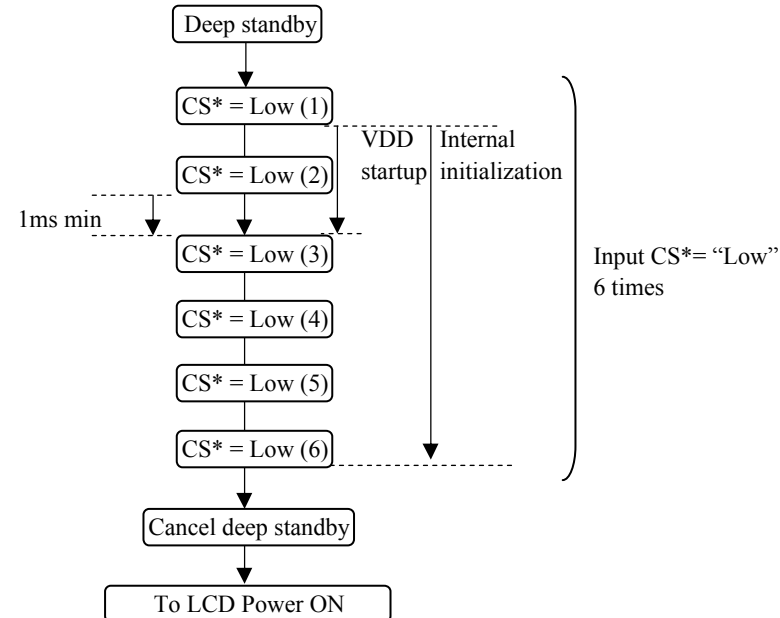 Deep standby
CS* = Low (1)
VDD
startup
Internal
initialization
CS* = Low (2)
1ms min
CS* = Low (3)
Input CS*= “Low”
6 times
CS* = Low (4)
CS* = Low (5)
CS* = Low (6)
Cancel deep standby
To LCD Power ON